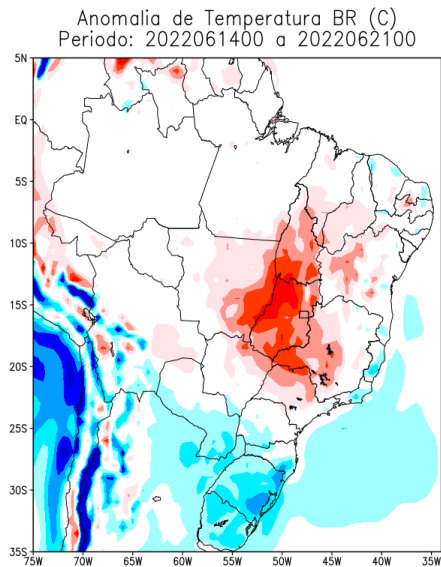 Anomalia de Temperatura BR (C)
Periodo: 2022061400 a 2022062100
5N
EQ
5S
10S
15S
20S
25S
30S
35S
75W 70W 65W 60W 55W 50W 45W 40W 35W